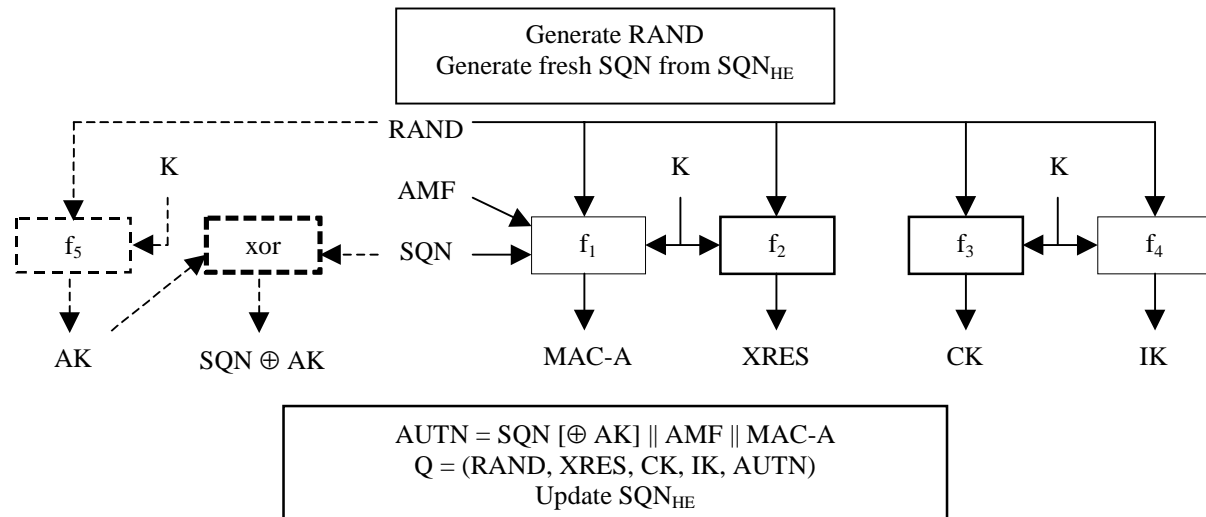 Generate RAND
Generate fresh SQN from SQN_HE
RAND
K
K
K
AMF
f₅
xor
SQN
f₁
f₂
f₃
f₄
AK
SQN ⊕ AK
MAC-A
XRES
CK
IK
AUTN = SQN [⊕ AK] || AMF || MAC-A
Q = (RAND, XRES, CK, IK, AUTN)
Update SQN_HE